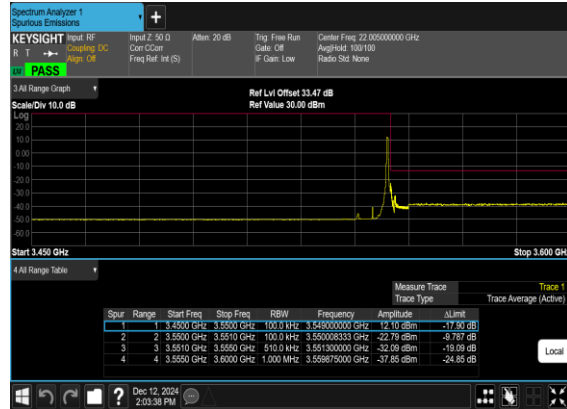 Spectrum Analyzer 1
Spurious Emissions
KEYSIGHT Input: RF Input Z: 50 Ω Atten: 20 dB Trig: Free Run Center Freq: 22.005000000 GHz
R T Coupling: DC Corr CCorr Gate: Off Avg|Hold: 100/100
Align: Off Freq Ref: Int (S) IF Gain: Low Radio Std: None
PASS
3 All Range Graph
Ref Lvl Offset 33.47 dB
Scale/Div 10.0 dB Ref Value 30.00 dBm
Log
20.0
10.0
0.00
-10.0
-20.0
-30.0
-40.0
-50.0
-60.0
Start 3.450 GHz Stop 3.600 GH
4 All Range Table
Measure Trace Trace 1
Trace Type Trace Average (Active)
Spur Range Start Freq Stop Freq RBW Frequency Amplitude ΔLimit
1 1 3.4500 GHz 3.5500 GHz 100.0 kHz 3.549000000 GHz 12.10 dBm -17.90 dB
2 2 3.5500 GHz 3.5510 GHz 100.0 kHz 3.550008333 GHz -22.79 dBm -9.787 dB
3 3 3.5510 GHz 3.5550 GHz 510.0 kHz 3.551300000 GHz -32.09 dBm -19.09 dB
4 4 3.5550 GHz 3.6000 GHz 1.000 MHz 3.559875000 GHz -37.85 dBm -24.85 dB
Local
?
Dec 12, 2024
2:03:38 PM